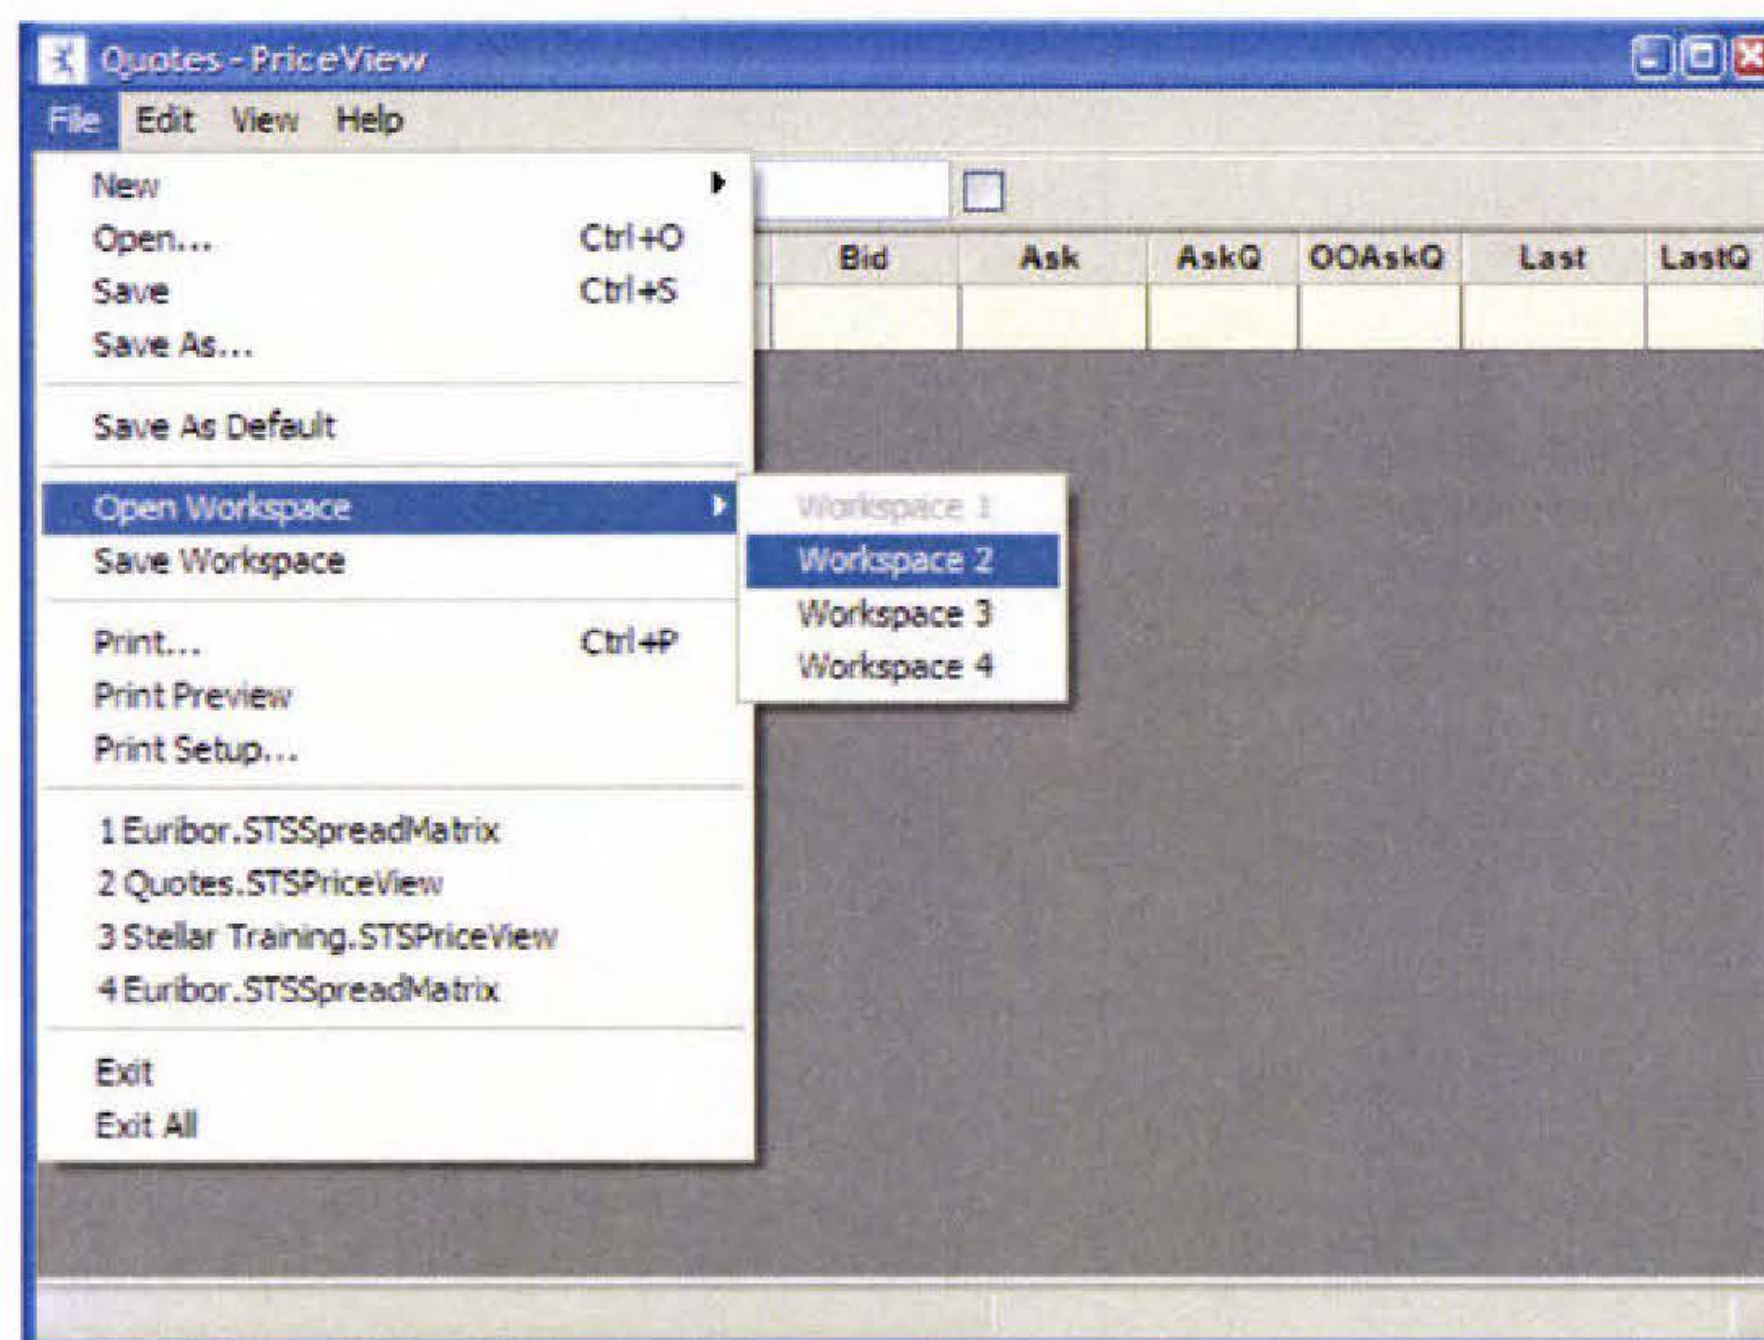 Quotes - PriceView
File Edit View Help
New
Open... Ctrl+O
Save Ctrl+S
Save As...
Save As Default
Open Workspace
Save Workspace
Print... Ctrl+P
Print Preview
Print Setup...
1 Euribor.STSSpreadMatrix
2 Quotes.STSPriceView
3 Stellar Training.STSPriceView
4 Euribor.STSSpreadMatrix
Exit
Exit All
Workspace 1
Workspace 2
Workspace 3
Workspace 4
Bid Ask AskQ OOAskQ Last LastQ